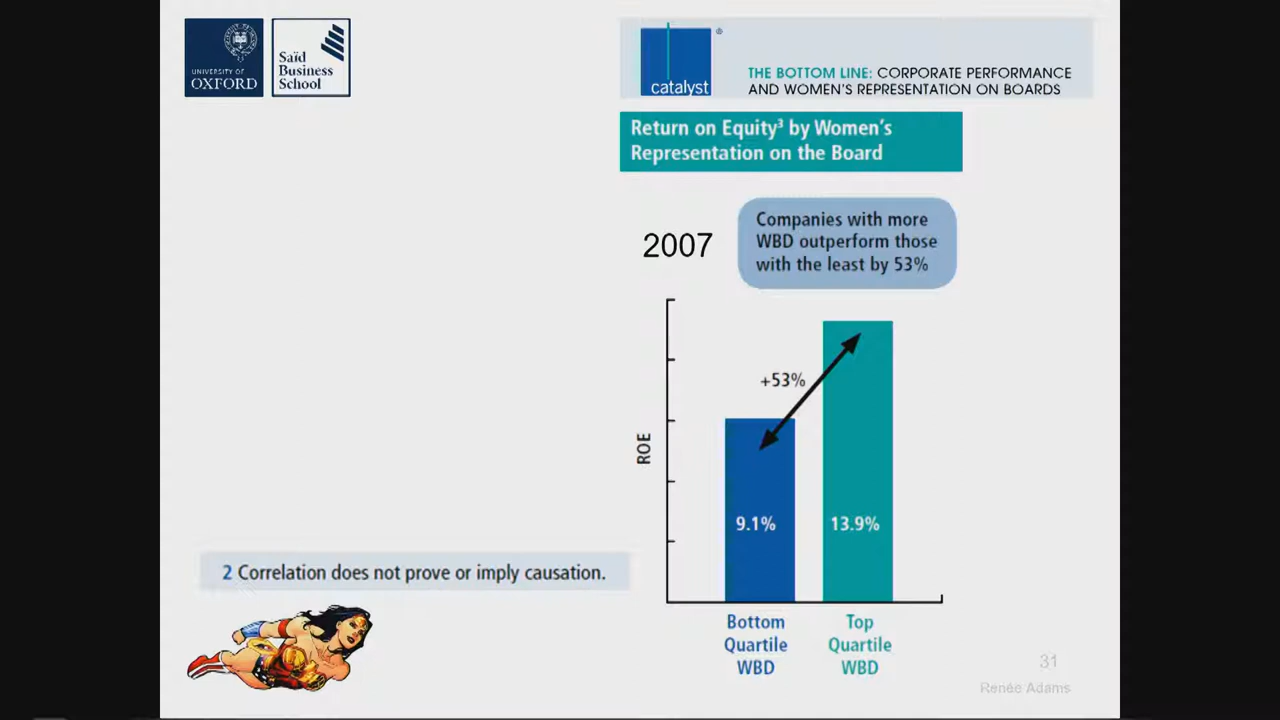 UNIVERSITY OF
OXFORD
Saïd
Business
School
catalyst
®
THE BOTTOM LINE: CORPORATE PERFORMANCE
AND WOMEN'S REPRESENTATION ON BOARDS
Return on Equity³ by Women's
Representation on the Board
2007
Companies with more
WBD outperform those
with the least by 53%
+53%
ROE
9.1%
13.9%
Bottom
Quartile
WBD
Top
Quartile
WBD
2 Correlation does not prove or imply causation.
31
Renée Adams